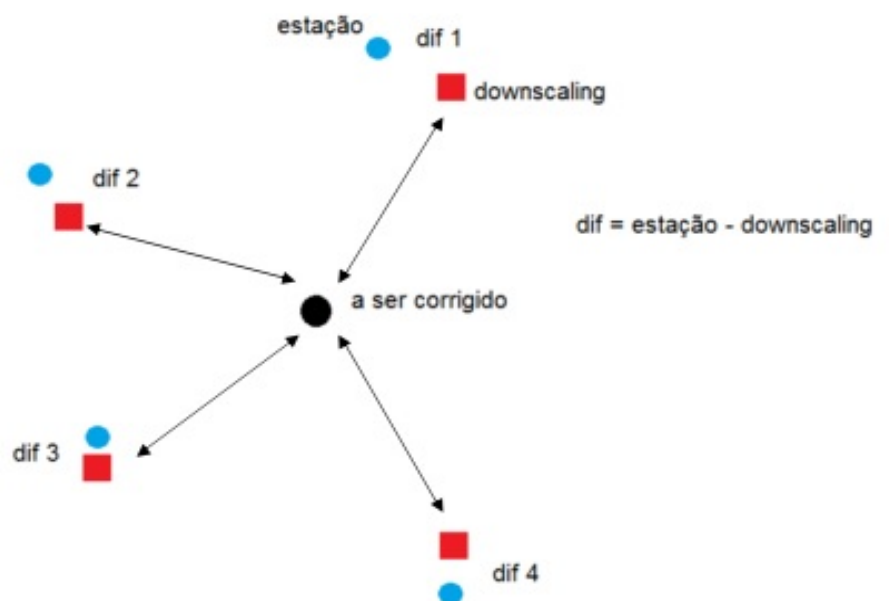 estação
dif 1
downscaling
dif 2
dif = estação - downscaling
a ser corrigido
dif 3
dif 4